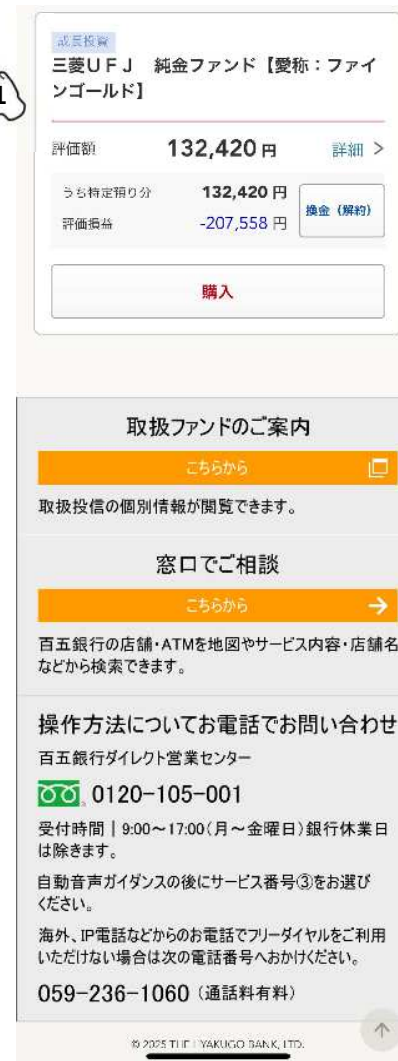 成長投資
三菱ＵＦＪ　純金ファンド【愛称：ファイ
ンゴールド】
1
評価額 132,420 円 詳細 >
うち特定預り分 132,420 円
評価損益 -207,558 円
換金（解約）
購入
取扱ファンドのご案内
こちらから
取扱投信の個別情報が閲覧できます。
窓口でご相談
こちらから
百五銀行の店舗・ATMを地図やサービス内容・店舗名
などから検索できます。
操作方法についてお電話でお問い合わせ
百五銀行ダイレクト営業センター
0120-105-001
受付時間｜9:00～17:00（月～金曜日）銀行休業日
は除きます。
自動音声ガイダンスの後にサービス番号③をお選び
ください。
海外、IP電話などからのお電話でフリーダイヤルをご利用
いただけない場合は次の電話番号へおかけください。
059-236-1060（通話料有料）
© 2025 THE HYAKUGO BANK, LTD.